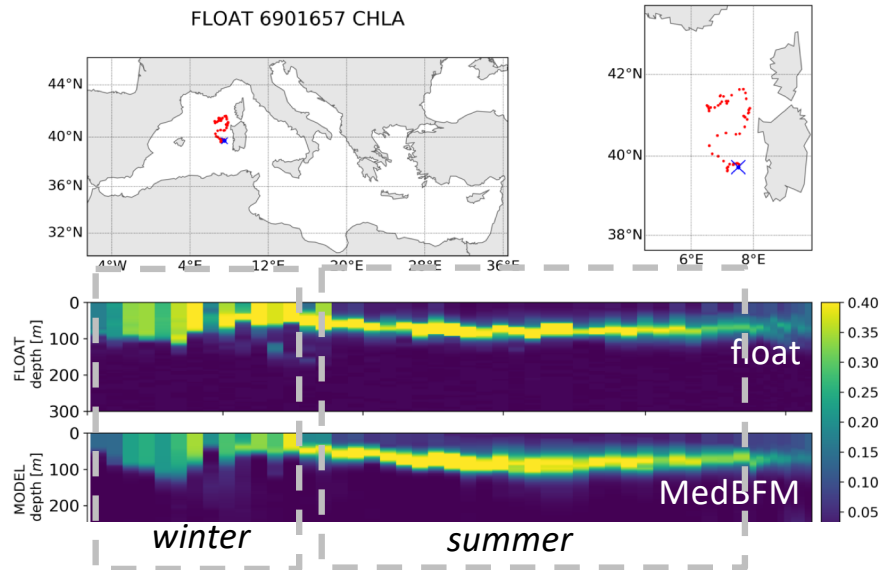 FLOAT 6901657 CHLA
44°N
40°N
36°N
32°N
4°W 4°E 12°E 20°E 28°E 36°E
42°N
40°N
38°N
6°E 8°E
FLOAT
depth [m]
0
100
200
300
float
0.40
0.35
0.30
0.25
0.20
0.15
0.10
0.05
MODEL
depth [m]
0
100
200
MedBFM
winter
summer